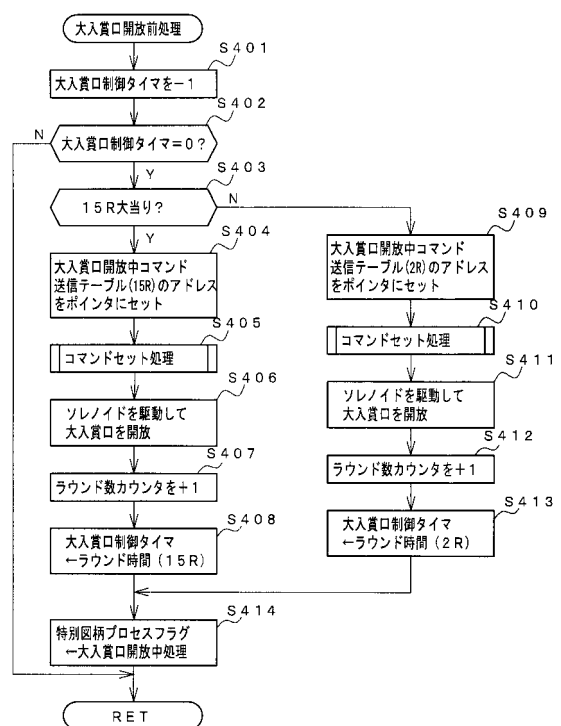 大入賞口開放前処理
S401
大入賞口制御タイマを－1
S402
N
大入賞口制御タイマ＝0？
Y
S403
15R大当り？
N
Y
S404
大入賞口開放中コマンド
送信テーブル(15R)のアドレス
をポインタにセット
S405
コマンドセット処理
S406
ソレノイドを駆動して
大入賞口を開放
S407
ラウンド数カウンタを＋1
S408
大入賞口制御タイマ
←ラウンド時間（15R）
S409
大入賞口開放中コマンド
送信テーブル(2R)のアドレス
をポインタにセット
S410
コマンドセット処理
S411
ソレノイドを駆動して
大入賞口を開放
S412
ラウンド数カウンタを＋1
S413
大入賞口制御タイマ
←ラウンド時間（2R）
S414
特別図柄プロセスフラグ
←大入賞口開放中処理
RET